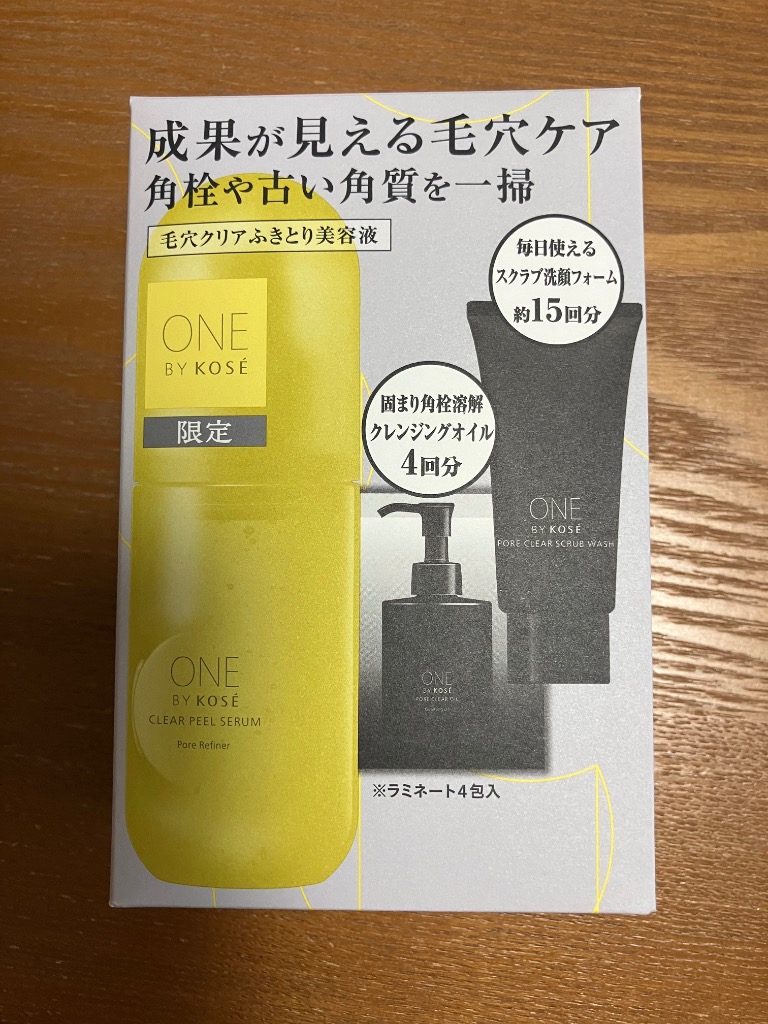 成果が見える毛穴ケア
角栓や古い角質を一掃
毛穴クリアふきとり美容液
毎日使える
スクラブ洗顔フォーム
約15回分
ONE
BY KOSÉ
限定
固まり角栓溶解
クレンジングオイル
4回分
ONE
BY KOSÉ
PORE CLEAR SCRUB WASH
ONE
BY KOSÉ
CLEAR PEEL SERUM
Pore Refiner
ONE
BY KOSÉ
PORE CLEAR OIL
※ラミネート4包入